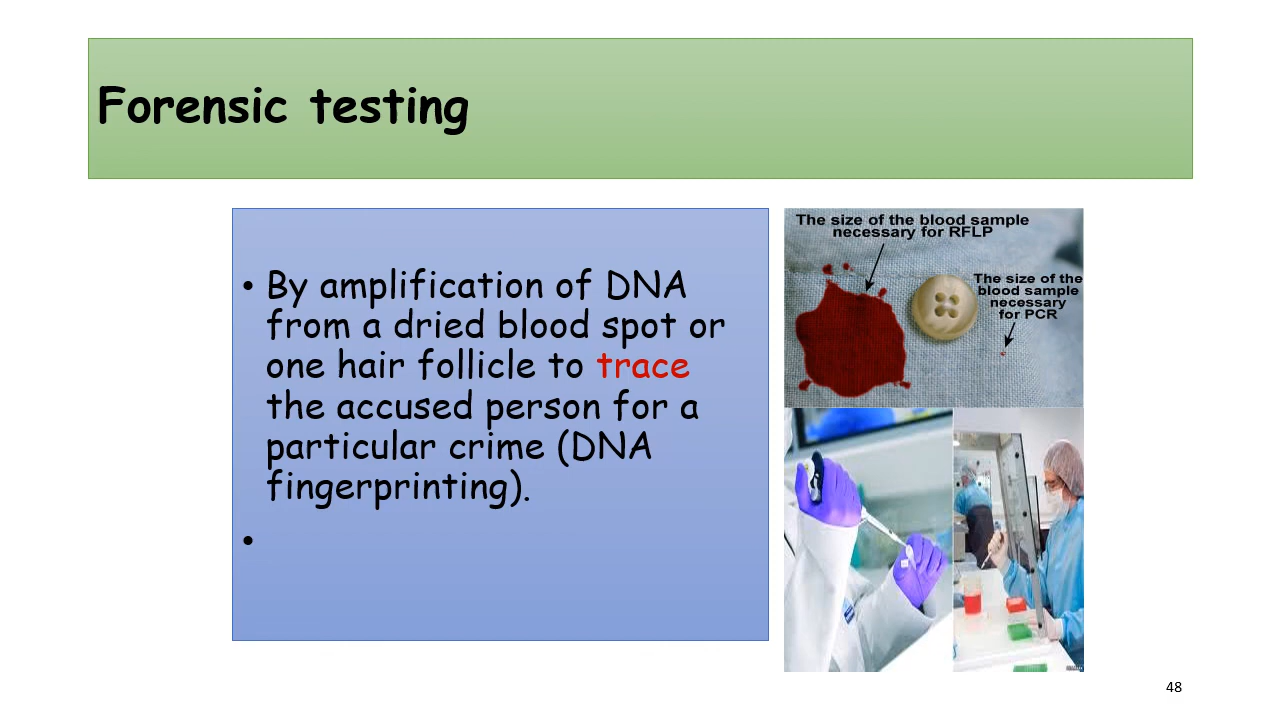 Forensic testing
• By amplification of DNA
from a dried blood spot or
one hair follicle to trace
the accused person for a
particular crime (DNA
fingerprinting).
•
The size of the blood sample
necessary for RFLP
The size of the
blood sample
necessary
for PCR
48